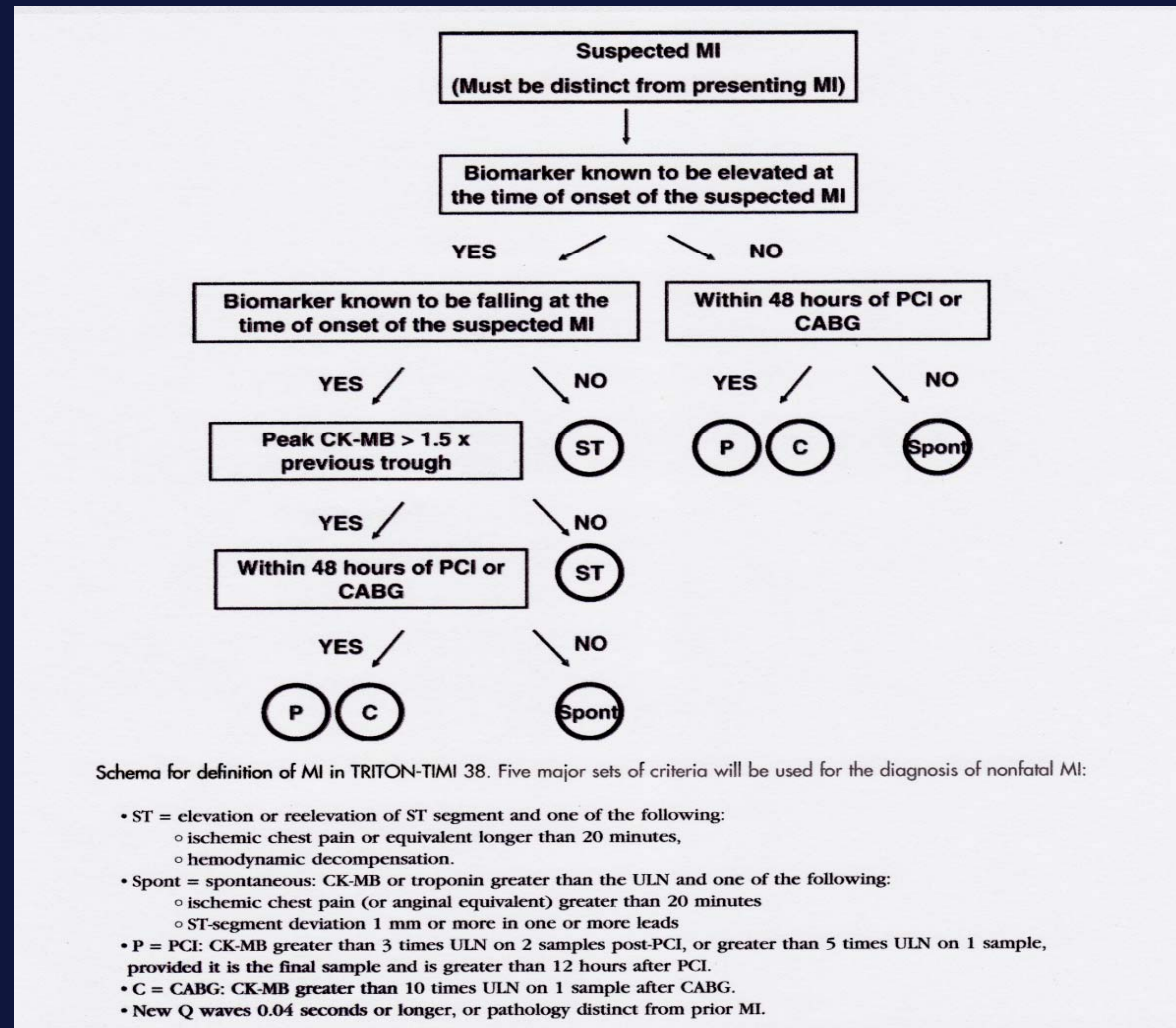 Suspected MI
(Must be distinct from presenting MI)
Biomarker known to be elevated at
the time of onset of the suspected MI
YES
NO
Biomarker known to be falling at the
time of onset of the suspected MI
Within 48 hours of PCI or
CABG
YES
NO
YES
NO
Peak CK-MB > 1.5 x
previous trough
ST
P
C
Spont
YES
NO
Within 48 hours of PCI or
CABG
ST
YES
NO
P
C
Spont
Schema for definition of MI in TRITON-TIMI 38. Five major sets of criteria will be used for the diagnosis of nonfatal MI:
• ST = elevation or reelevation of ST segment and one of the following:
○ ischemic chest pain or equivalent longer than 20 minutes,
○ hemodynamic decompensation.
• Spont = spontaneous: CK-MB or troponin greater than the ULN and one of the following:
○ ischemic chest pain (or anginal equivalent) greater than 20 minutes
○ ST-segment deviation 1 mm or more in one or more leads
• P = PCI: CK-MB greater than 3 times ULN on 2 samples post-PCI, or greater than 5 times ULN on 1 sample,
provided it is the final sample and is greater than 12 hours after PCI.
• C = CABG: CK-MB greater than 10 times ULN on 1 sample after CABG.
• New Q waves 0.04 seconds or longer, or pathology distinct from prior MI.